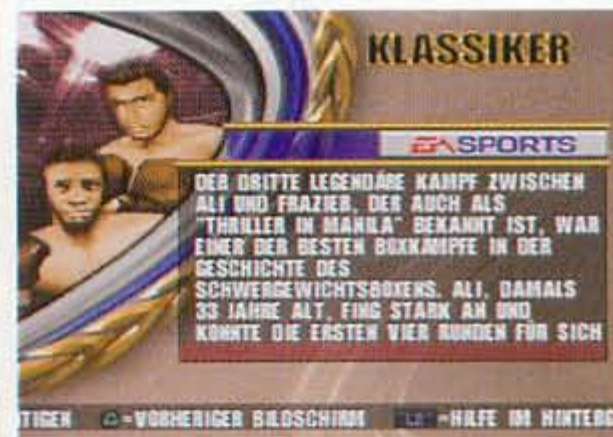 KLASSIKER
EA SPORTS
DER DRITTE LEGENDÄRE KAMPF ZWISCHEN
ALI UND FRAZIER, DER AUCH ALS
"THRILLER IN MANILA" BEKANNT IST, WAR
EINER DER BESTEN BOXKÄMPFE IN DER
GESCHICHTE DES
SCHWERGEWICHTSBOXENS. ALI, DAMALS
33 JAHRE ALT, FING STARK AN UND
KONNTE DIE ERSTEN VIER RUNDEN FÜR SICH
TIGEN =VORHERIGER BILDSCHIRM =HILFE IM HINTERG